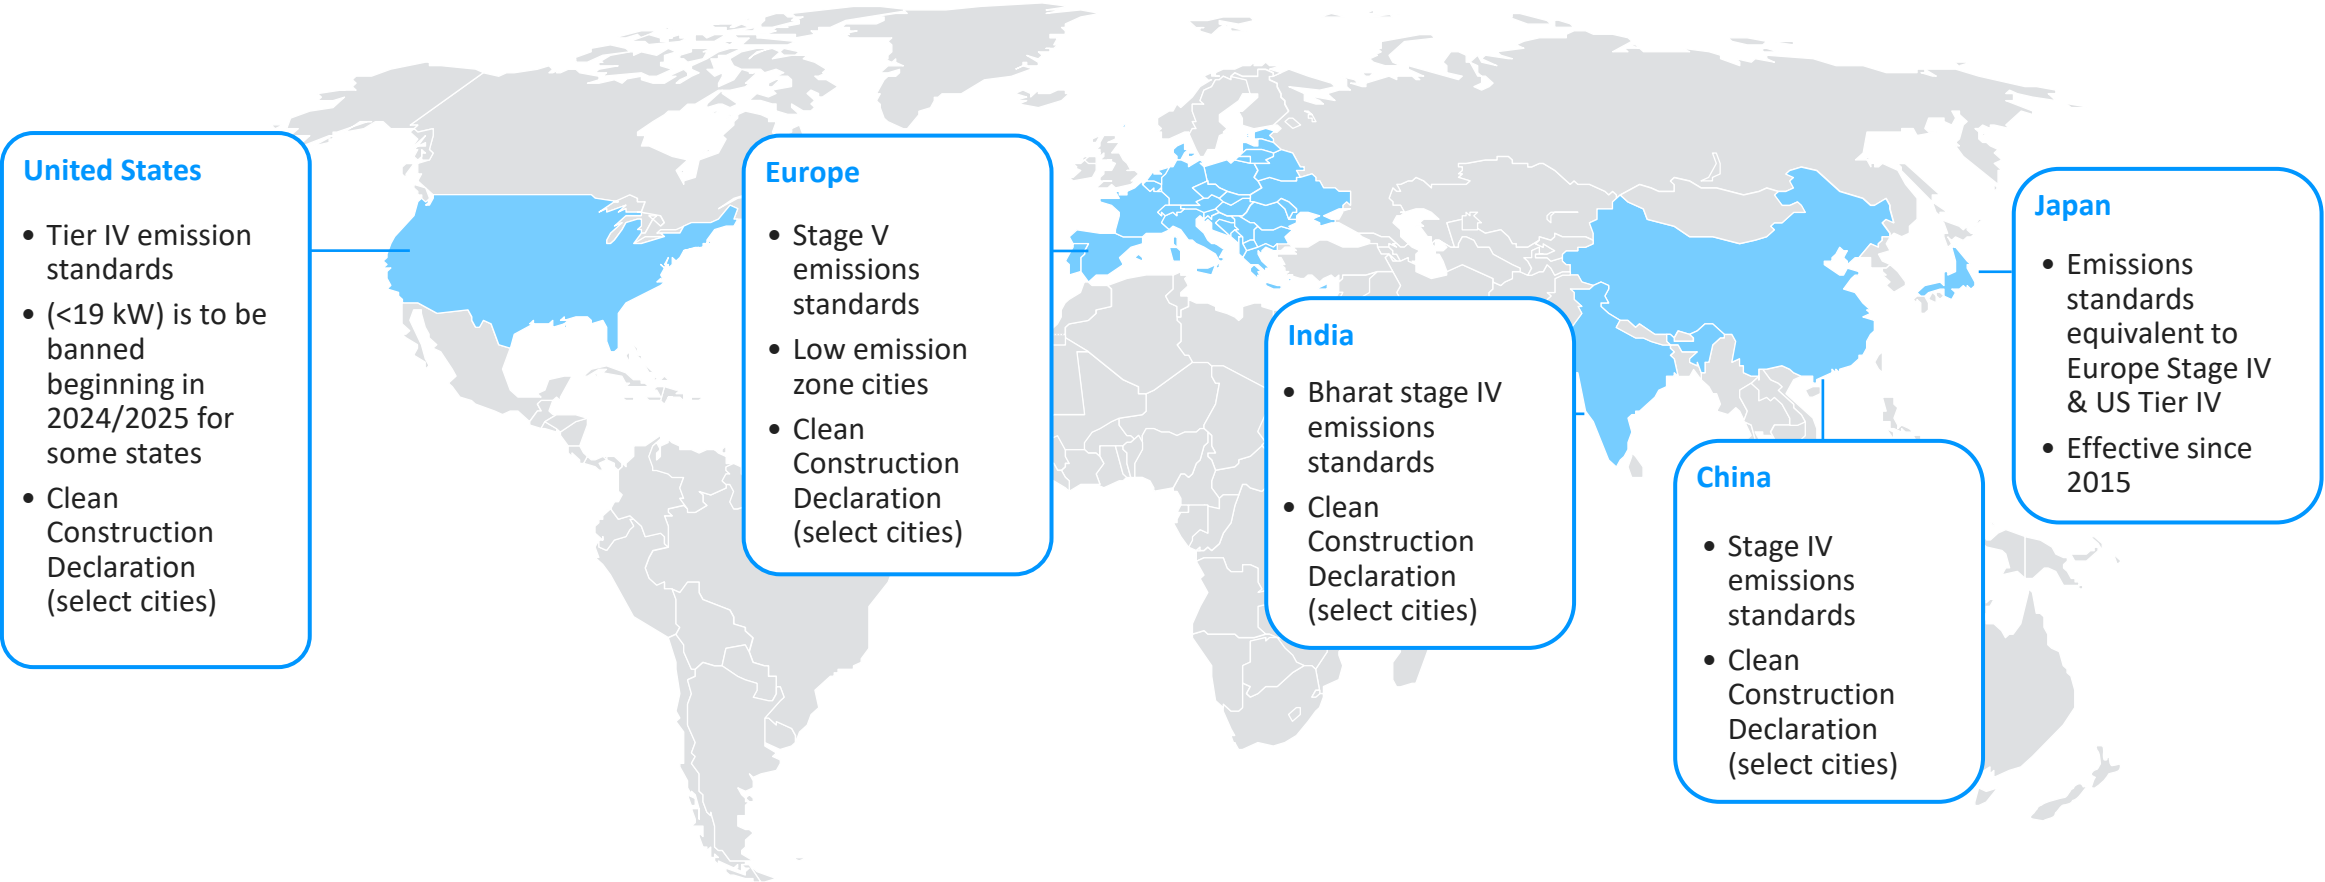 United States
• Tier IV emission
standards
• (<19 kW) is to be
banned
beginning in
2024/2025 for
some states
• Clean
Construction
Declaration
(select cities)
Europe
• Stage V
emissions
standards
• Low emission
zone cities
• Clean
Construction
Declaration
(select cities)
India
• Bharat stage IV
emissions
standards
• Clean
Construction
Declaration
(select cities)
China
• Stage IV
emissions
standards
• Clean
Construction
Declaration
(select cities)
Japan
• Emissions
standards
equivalent to
Europe Stage IV
& US Tier IV
• Effective since
2015